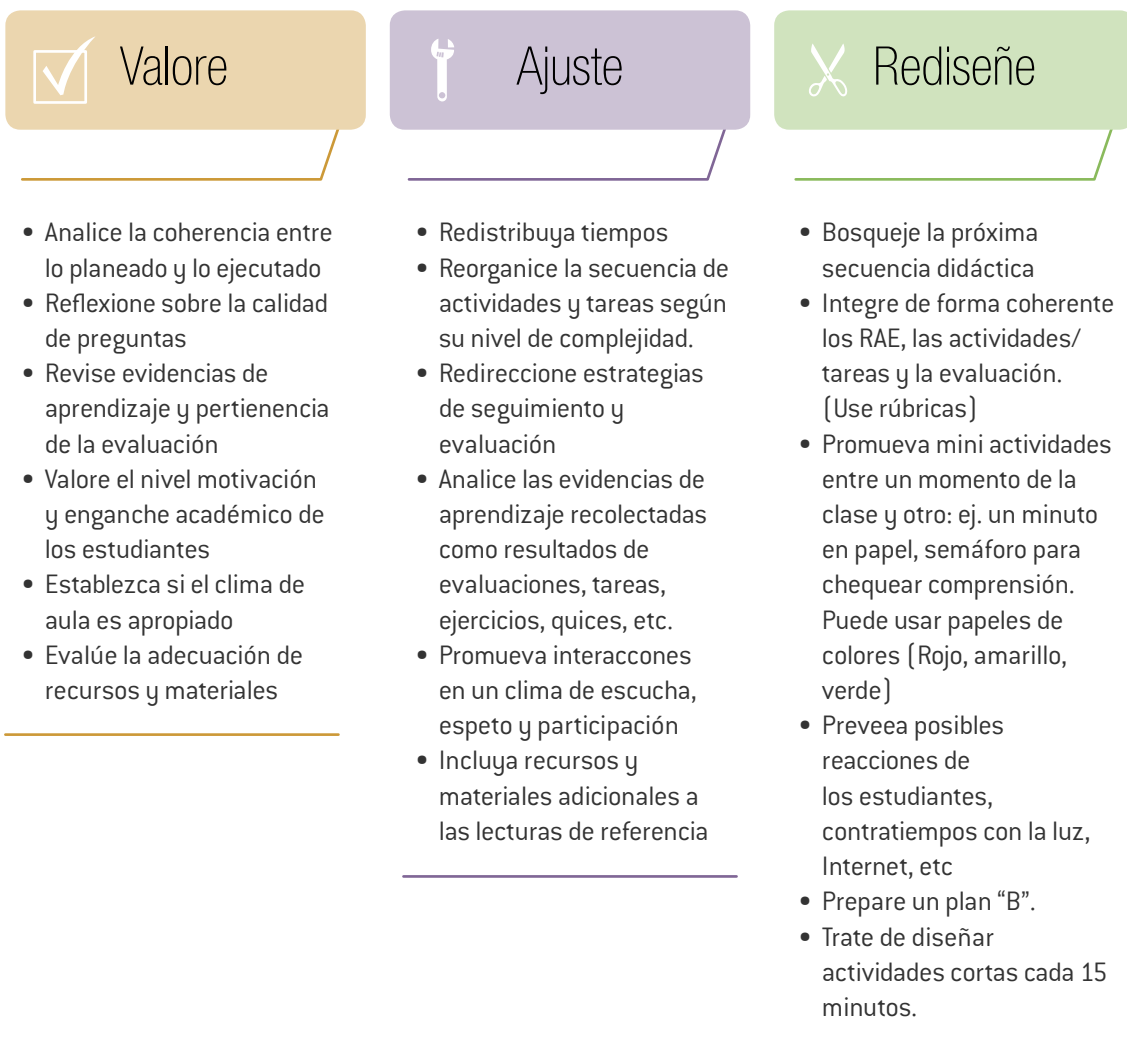 Valore
• Analice la coherencia entre
lo planeado y lo ejecutado
• Reflexione sobre la calidad
de preguntas
• Revise evidencias de
aprendizaje y pertienencia
de la evaluación
• Valore el nivel motivación
y enganche académico de
los estudiantes
• Establezca si el clima de
aula es apropiado
• Evalúe la adecuación de
recursos y materiales
Ajuste
• Redistribuya tiempos
• Reorganice la secuencia de
actividades y tareas según
su nivel de complejidad.
• Redireccione estrategias
de seguimiento y
evaluación
• Analice las evidencias de
aprendizaje recolectadas
como resultados de
evaluaciones, tareas,
ejercicios, quices, etc.
• Promueva interaccones
en un clima de escucha,
espeto y participación
• Incluya recursos y
materiales adicionales a
las lecturas de referencia
Rediseñe
• Bosqueje la próxima
secuencia didáctica
• Integre de forma coherente
los RAE, las actividades/
tareas y la evaluación.
(Use rúbricas)
• Promueva mini actividades
entre un momento de la
clase y otro: ej. un minuto
en papel, semáforo para
chequear comprensión.
Puede usar papeles de
colores (Rojo, amarillo,
verde)
• Preveea posibles
reacciones de
los estudiantes,
contratiempos con la luz,
Internet, etc
• Prepare un plan “B”.
• Trate de diseñar
actividades cortas cada 15
minutos.